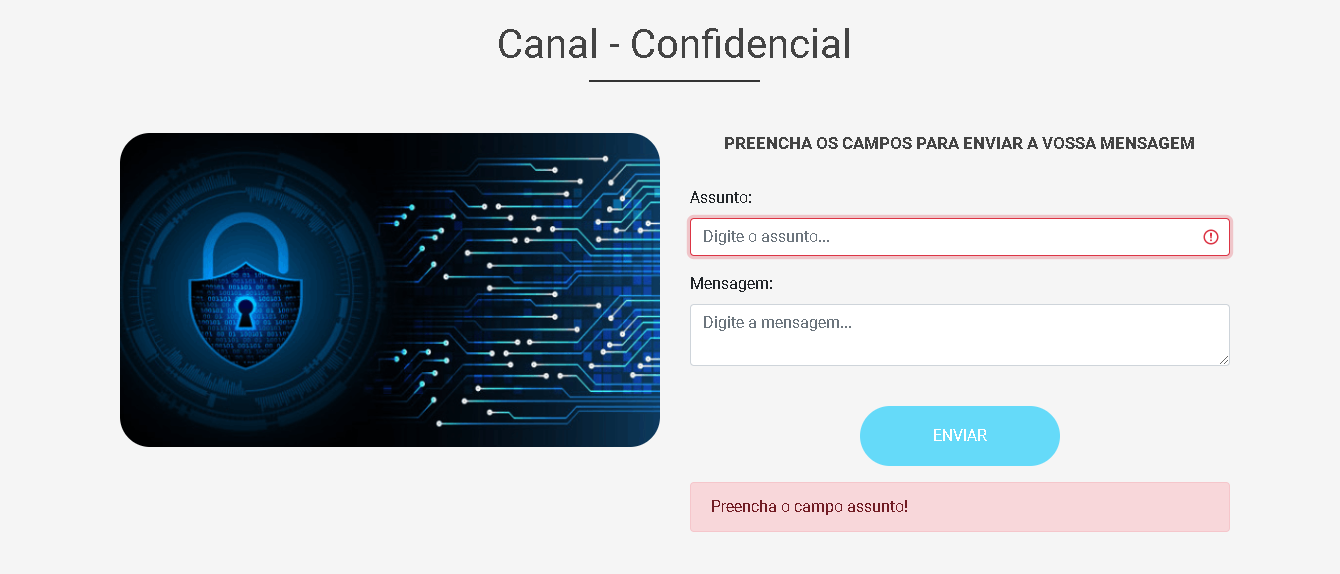 Canal - Confidencial
PREENCHA OS CAMPOS PARA ENVIAR A VOSSA MENSAGEM
Assunto:
Digite o assunto...
Mensagem:
Digite a mensagem...
ENVIAR
Preencha o campo assunto!